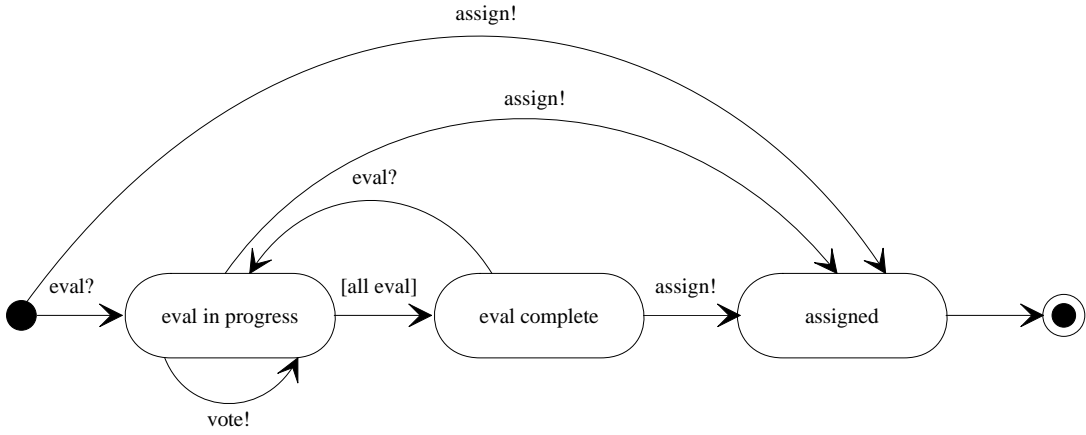 assign!
assign!
eval?
eval?
[all eval]
assign!
eval in progress
eval complete
assigned
vote!